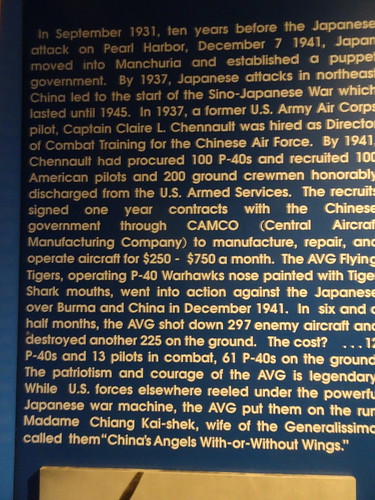 In September 1931, ten years before the Japanese
attack on Pearl Harbor, December 7 1941, Japan
moved into Manchuria and established a puppet
government. By 1937, Japanese attacks in northeast
China led to the start of the Sino-Japanese War which
lasted until 1945. In 1937, a former U.S. Army Air Corps
pilot, Captain Claire L. Chennault was hired as Director
of Combat Training for the Chinese Air Force. By 1941,
Chennault had procured 100 P-40s and recruited 100
American pilots and 200 ground crewmen honorably
discharged from the U.S. Armed Services. The recruits
signed one year contracts with the Chinese
government through CAMCO (Central Aircraft
Manufacturing Company) to manufacture, repair, and
operate aircraft for $250 - $750 a month. The AVG Flying
Tigers, operating P-40 Warhawks nose painted with Tiger
Shark mouths, went into action against the Japanese
over Burma and China in December 1941. In six and a
half months, the AVG shot down 297 enemy aircraft and
destroyed another 225 on the ground. The cost? ...12
P-40s and 13 pilots in combat, 61 P-40s on the ground.
The patriotism and courage of the AVG is legendary.
While U.S. forces elsewhere reeled under the powerful
Japanese war machine, the AVG put them on the run.
Madame Chiang Kai-shek, wife of the Generalissimo
called them "China's Angels With-or-Without Wings."